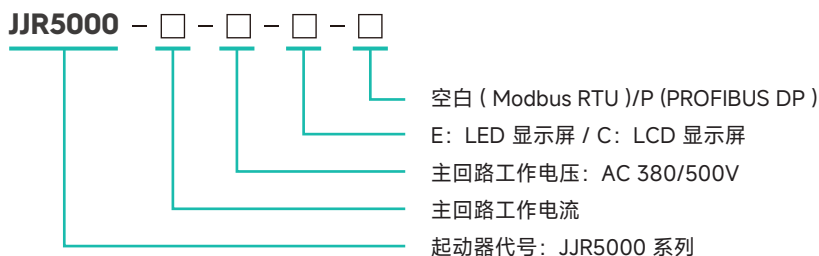 JJR5000 – □ – □ – □ – □
空白 ( Modbus RTU )/P (PROFIBUS DP )
E：LED 显示屏 / C：LCD 显示屏
主回路工作电压：AC 380/500V
主回路工作电流
起动器代号：JJR5000 系列